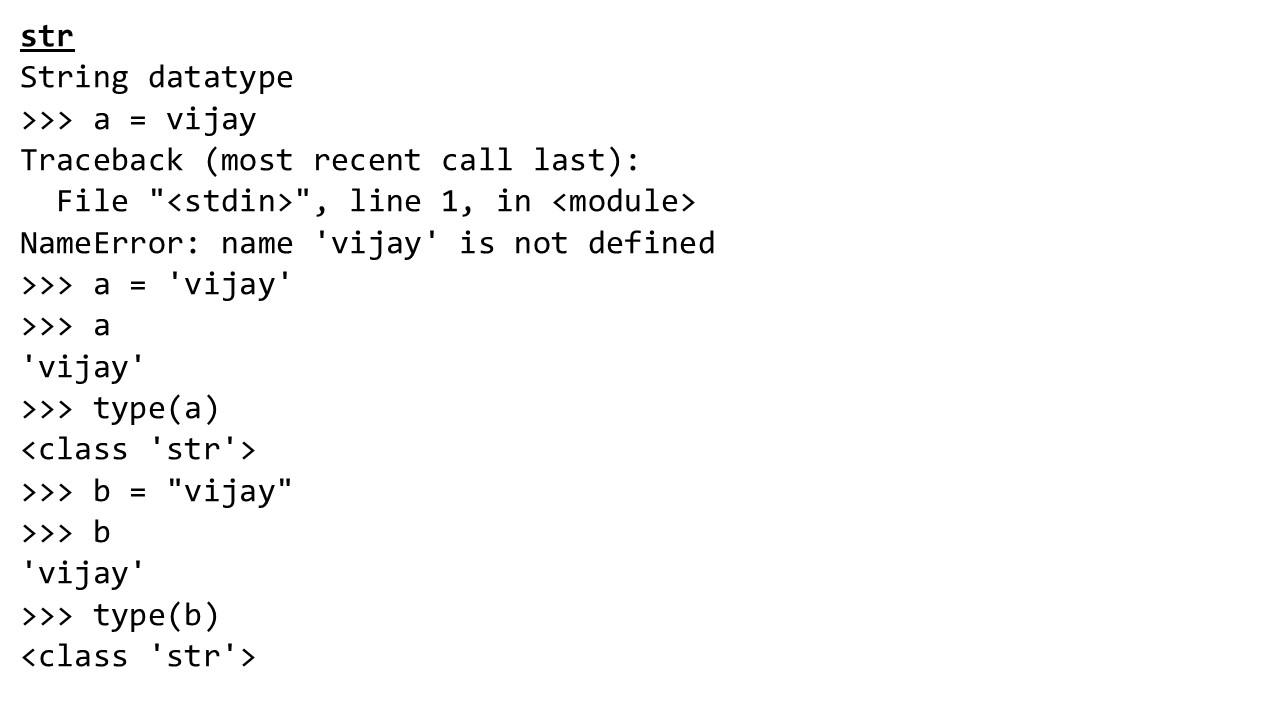 str
String datatype
>>> a = vijay
Traceback (most recent call last):
  File "<stdin>", line 1, in <module>
NameError: name 'vijay' is not defined
>>> a = 'vijay'
>>> a
'vijay'
>>> type(a)
<class 'str'>
>>> b = "vijay"
>>> b
'vijay'
>>> type(b)
<class 'str'>